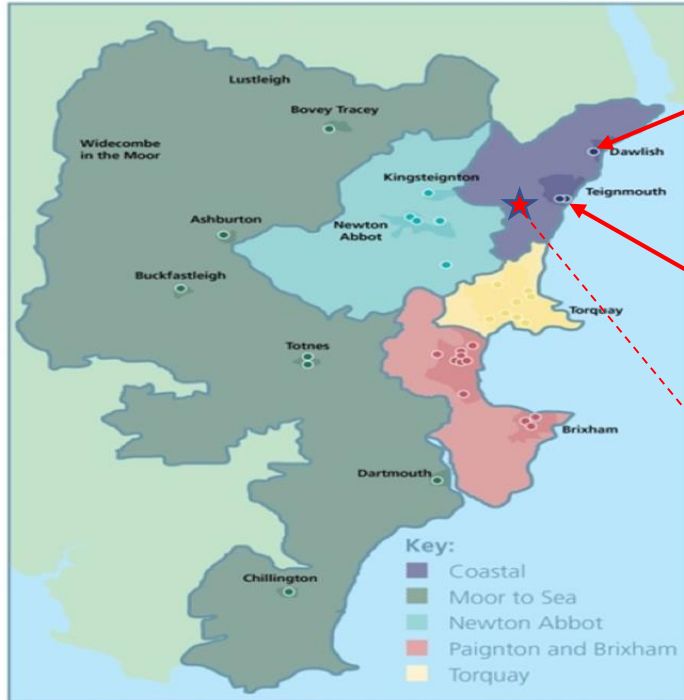 Lustleigh
Bovey Tracey
Widecombe
in the Moor
Dawlish
Kingsteignton
Teignmouth
Ashburton
Newton
Abbot
Buckfastleigh
Torquay
Totnes
Brixham
Dartmouth
Key:
Coastal
Chillington
Moor to Sea
Newton Abbot
Paignton and Brixham
Torquay